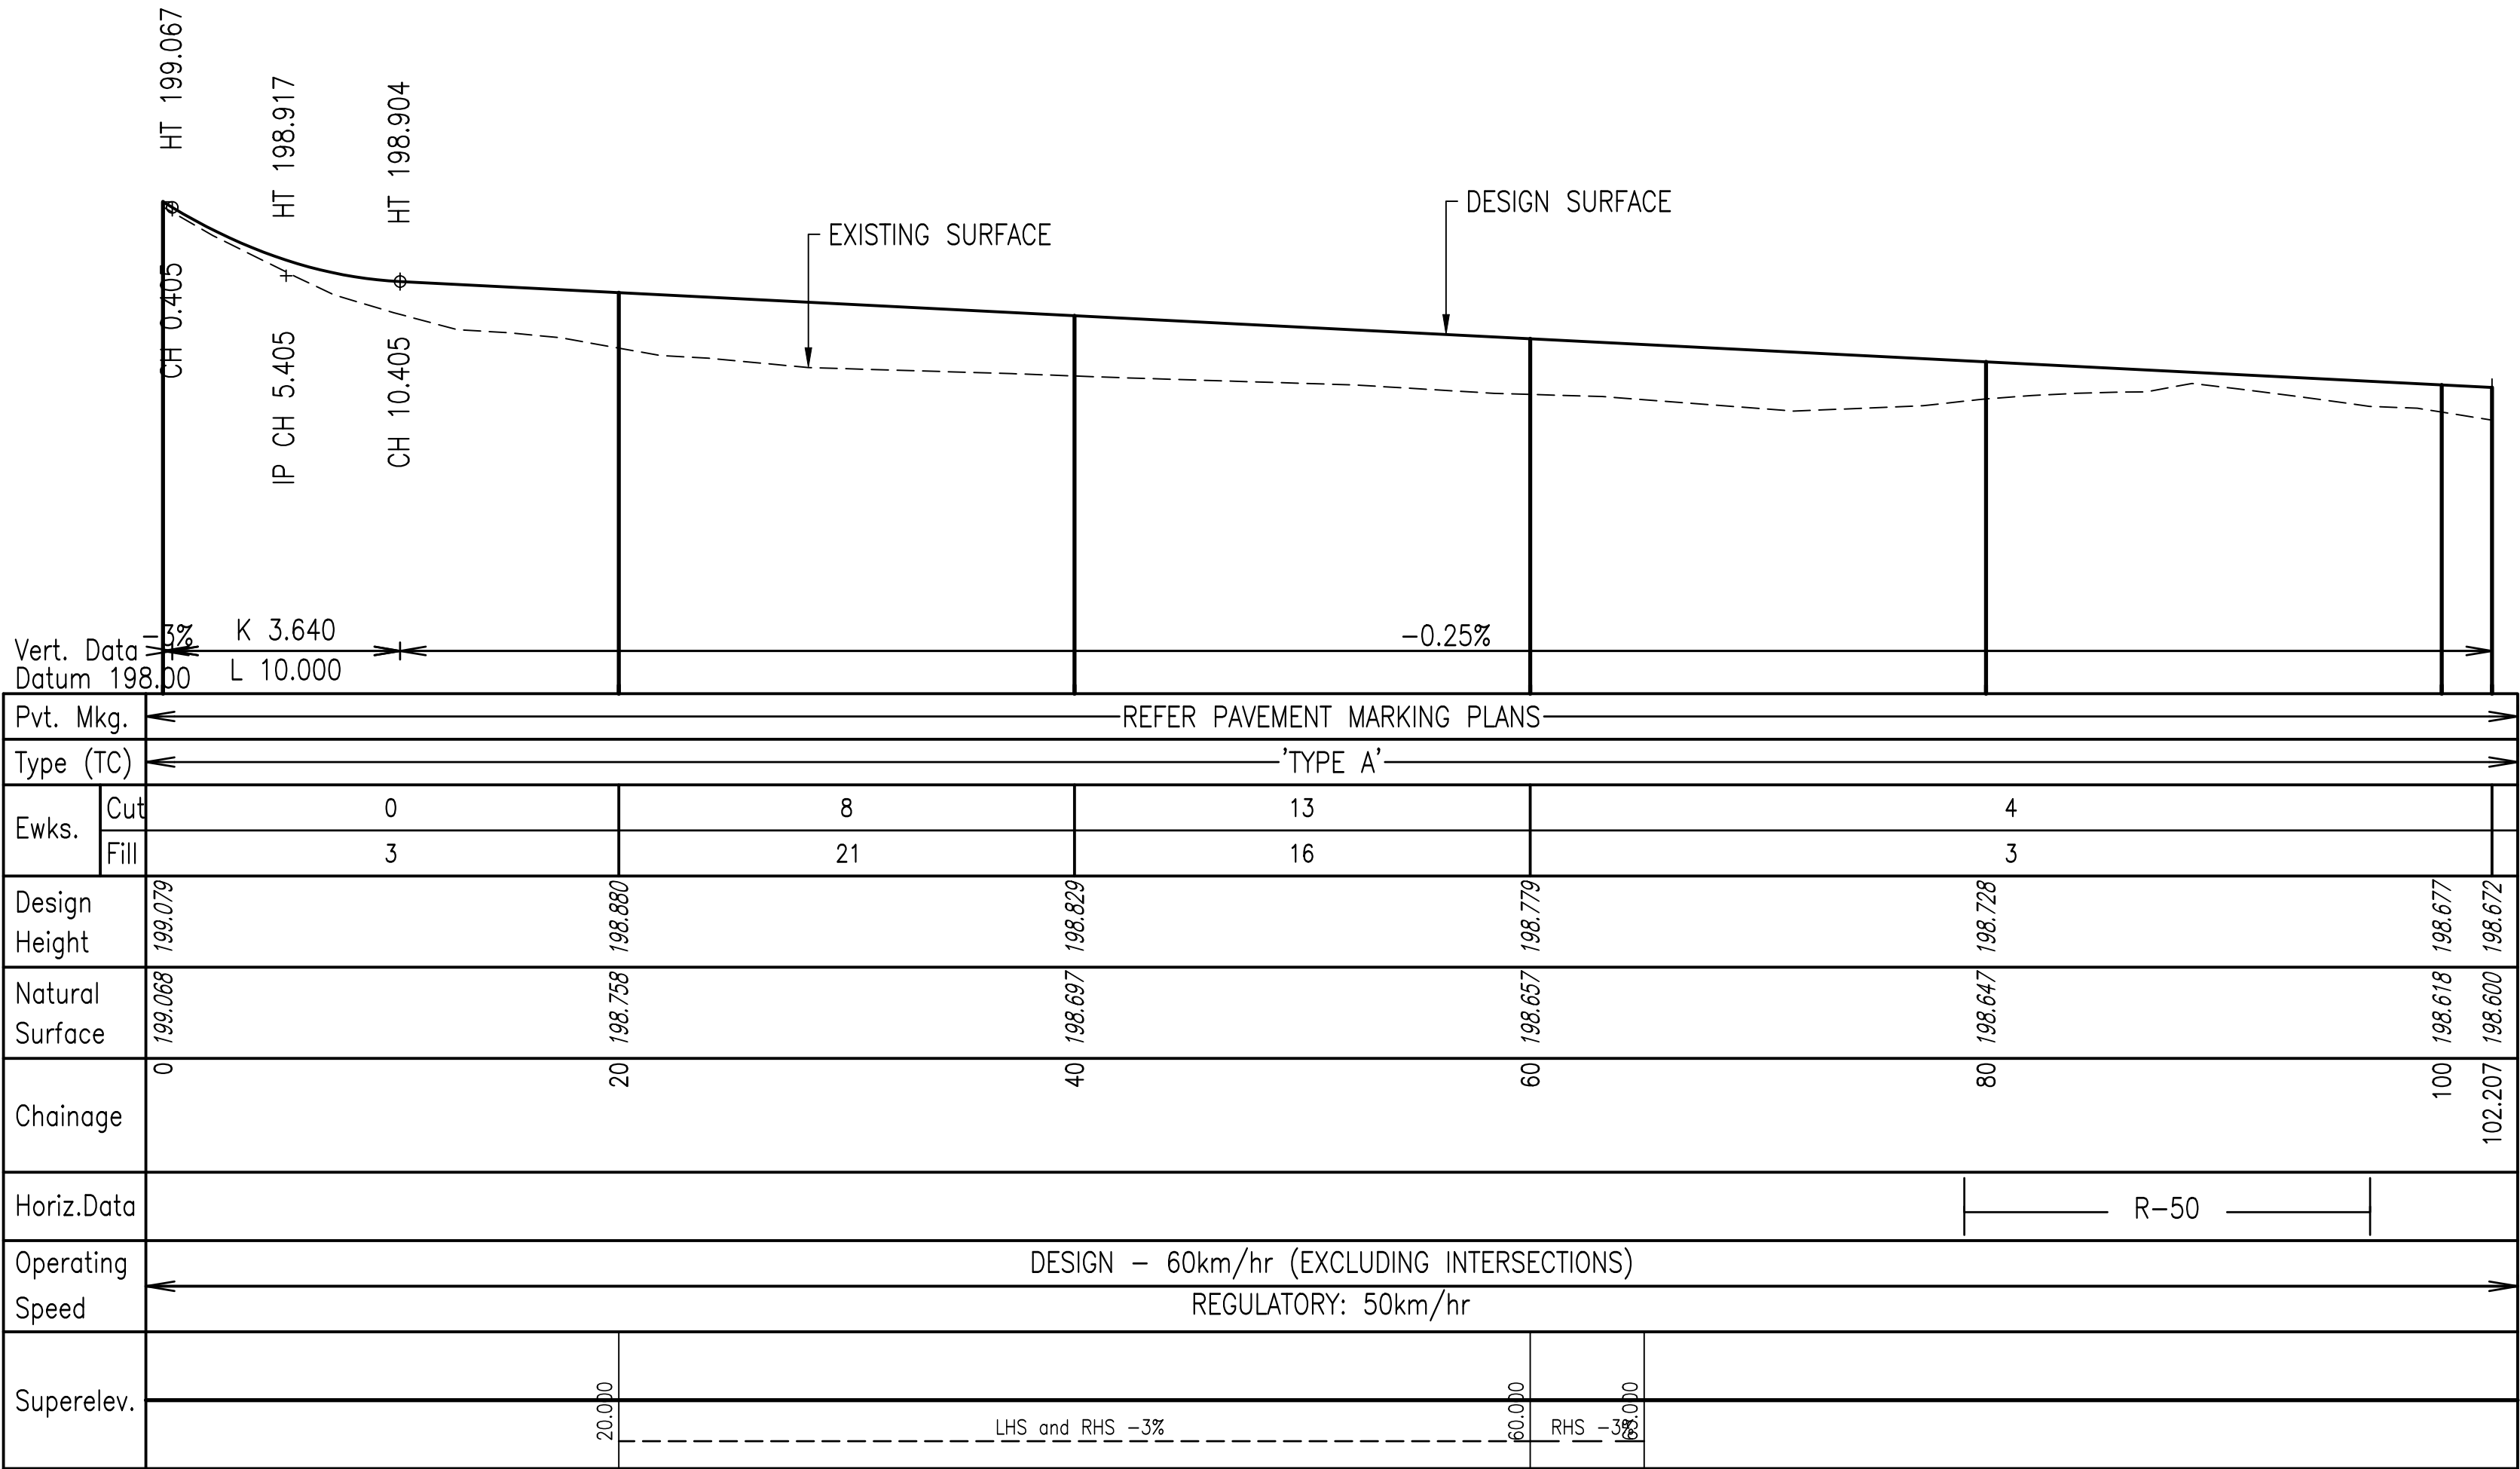 HT 199.067
HT 198.917
HT 198.904
CH 0.405
IP CH 5.405
CH 10.405
EXISTING SURFACE
DESIGN SURFACE
Vert. Data
-3%
K 3.640
L 10.000
-0.25%
Datum 198.00
Pvt. Mkg.
REFER PAVEMENT MARKING PLANS
Type (TC)
'TYPE A'
Ewks.
Cut
0
8
13
4
Fill
3
21
16
3
Design
Height
199.079
198.880
198.829
198.779
198.728
198.677
198.672
Natural
Surface
199.068
198.758
198.697
198.657
198.647
198.618
198.600
Chainage
0
20
40
60
80
100
102.207
Horiz.Data
R-50
Operating
Speed
DESIGN - 60km/hr (EXCLUDING INTERSECTIONS)
REGULATORY: 50km/hr
Superelev.
20.000
LHS and RHS -3%
60.000
RHS -3%